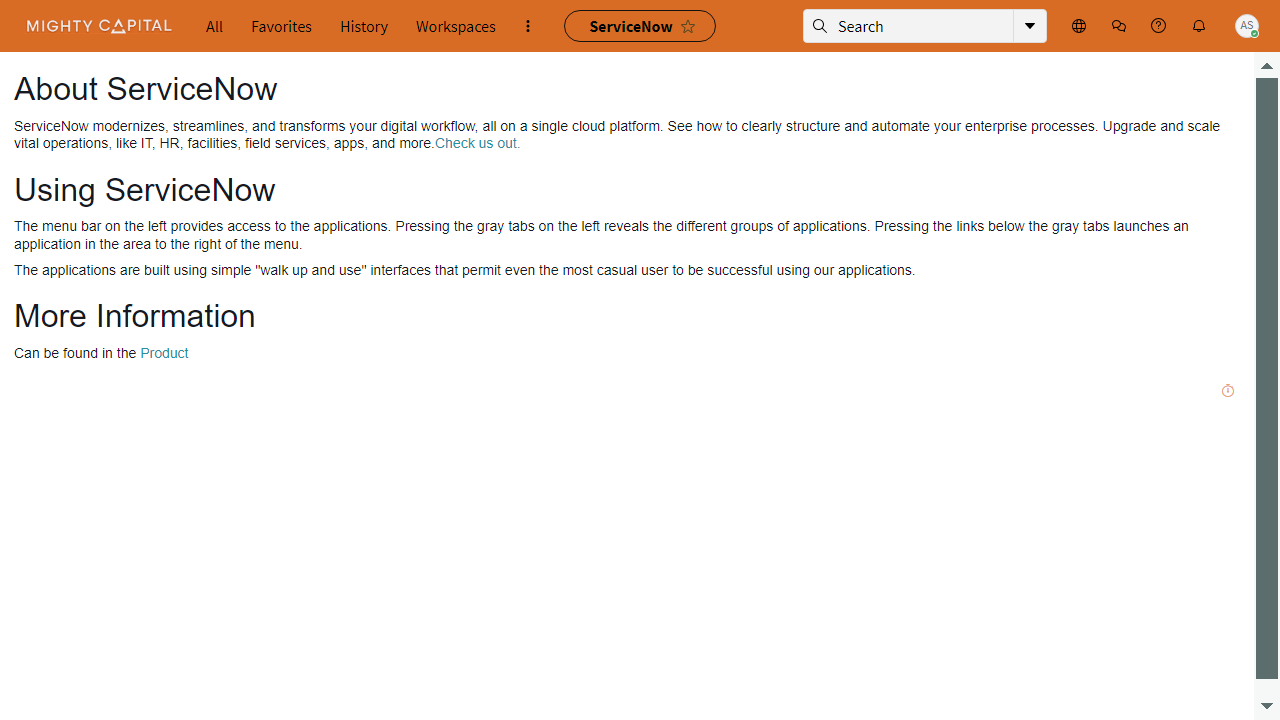 MIGHTY CAPITAL All Favorites History Workspaces ServiceNow Search AS
About ServiceNow
ServiceNow modernizes, streamlines, and transforms your digital workflow, all on a single cloud platform. See how to clearly structure and automate your enterprise processes. Upgrade and scale
vital operations, like IT, HR, facilities, field services, apps, and more.Check us out.
Using ServiceNow
The menu bar on the left provides access to the applications. Pressing the gray tabs on the left reveals the different groups of applications. Pressing the links below the gray tabs launches an
application in the area to the right of the menu.
The applications are built using simple "walk up and use" interfaces that permit even the most casual user to be successful using our applications.
More Information
Can be found in the Product